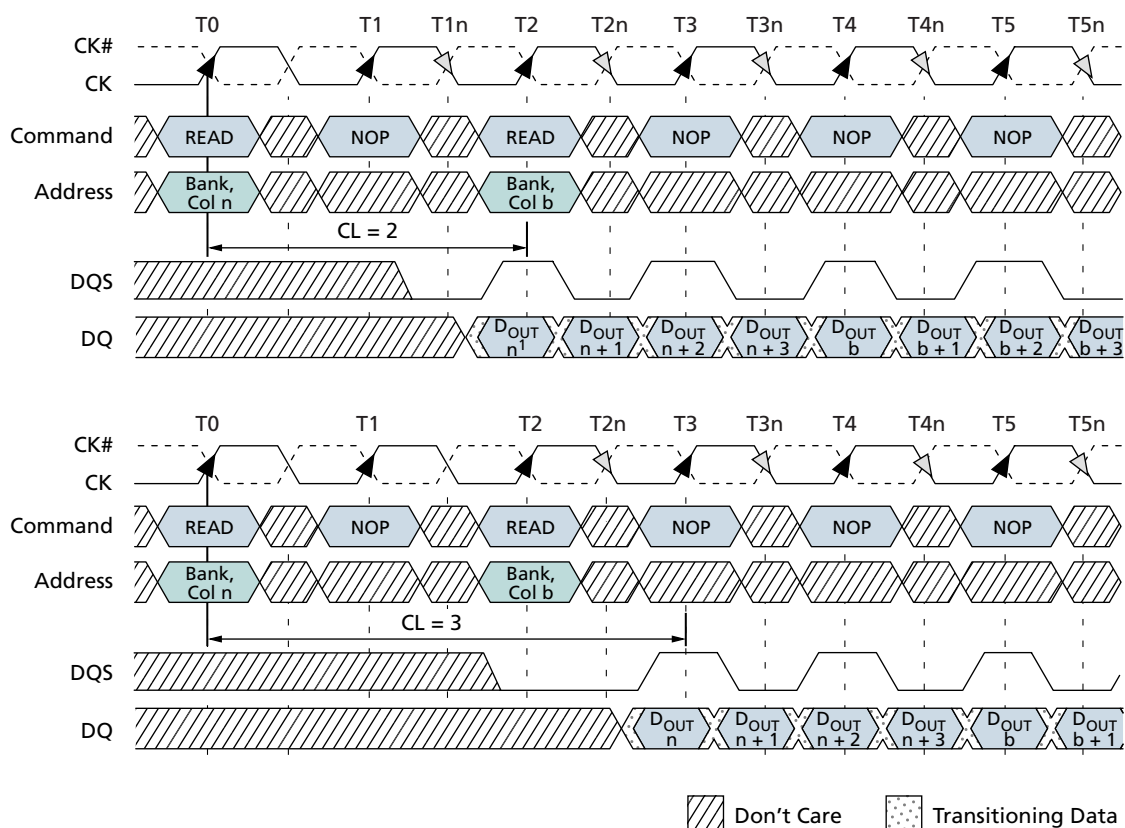 T0 T1 T1n T2 T2n T3 T3n T4 T4n T5 T5n
CK#
CK
Command READ NOP READ NOP NOP NOP
Address Bank, Col n Bank, Col b
CL = 2
DQS
DQ DOUT n¹ DOUT n + 1 DOUT n + 2 DOUT n + 3 DOUT b DOUT b + 1 DOUT b + 2 DOUT b + 3
T0 T1 T2 T2n T3 T3n T4 T4n T5 T5n
CK#
CK
Command READ NOP READ NOP NOP NOP
Address Bank, Col n Bank, Col b
CL = 3
DQS
DQ DOUT n DOUT n + 1 DOUT n + 2 DOUT n + 3 DOUT b DOUT b + 1
Don't Care Transitioning Data